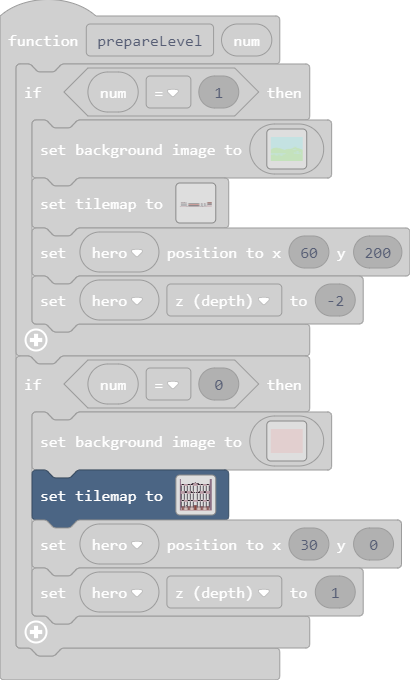 function prepareLevel num
if num = 1 then
set background image to
set tilemap to
set hero position to x 60 y 200
set hero z (depth) to -2
if num = 0 then
set background image to
set tilemap to
set hero position to x 30 y 0
set hero z (depth) to 1